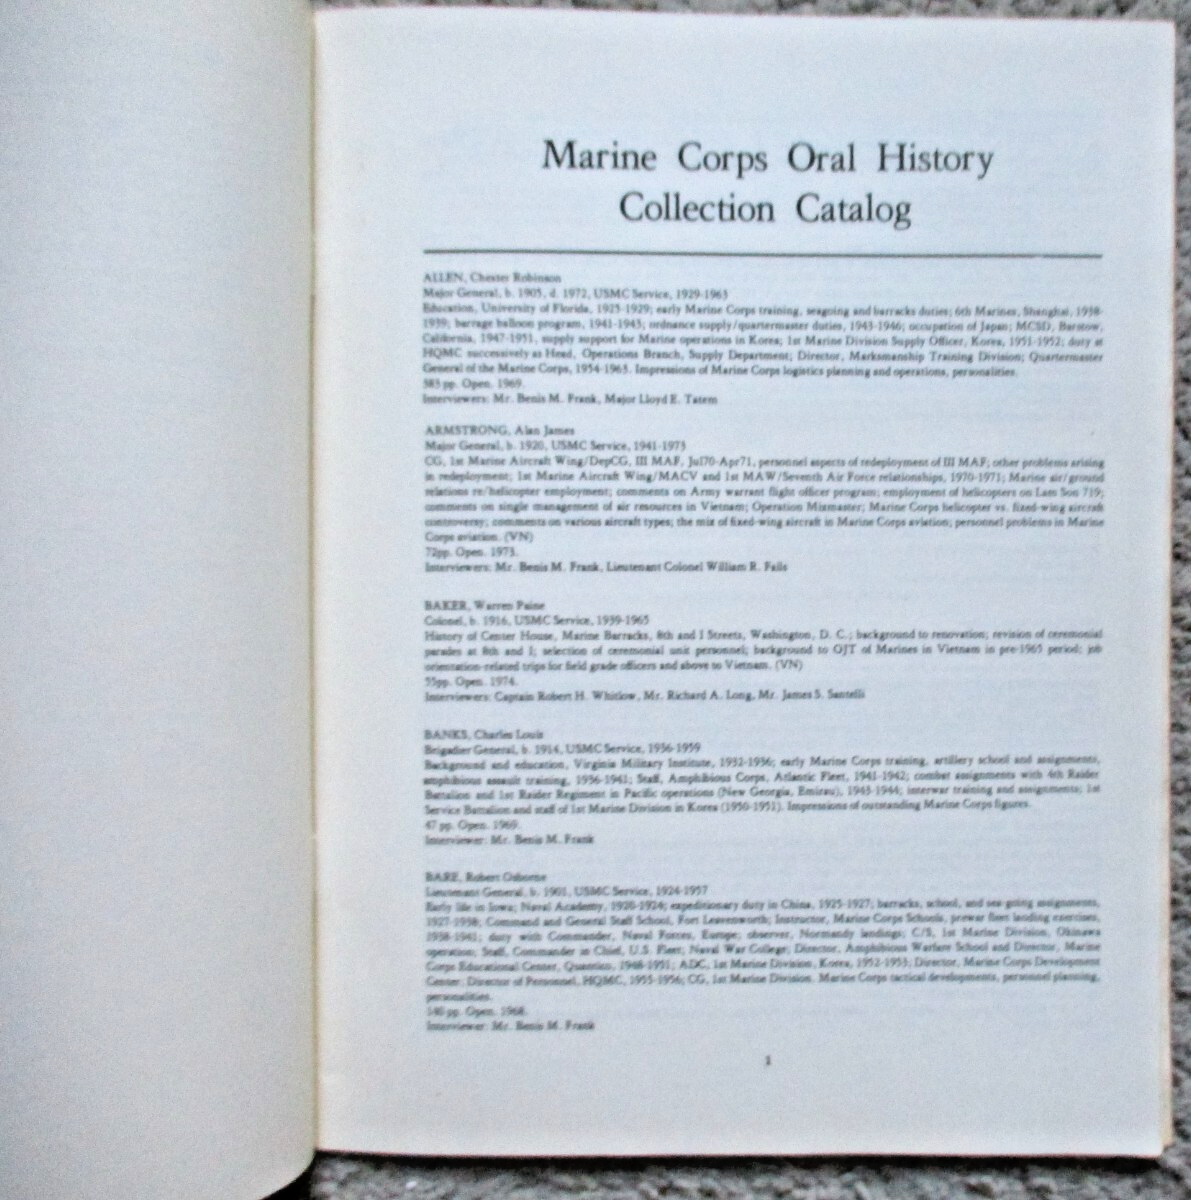 Marine Corps Oral History
Collection Catalog
ALLEN, Chester Robinson
Major General, b. 1905, d. 1972, USMC Service, 1929-1963
Education, University of Florida, 1925-1929; early Marine Corps training, seagoing and barracks duties; 6th Marines, Shanghai, 1938-
1939; barrage balloon program, 1941-1943; ordnance supply/quartermaster duties, 1943-1946; occupation of Japan; MCSD, Barstow,
California, 1947-1951, supply support for Marine operations in Korea; 1st Marine Division Supply Officer, Korea, 1951-1952; duty at
HQMC successively as Head, Operations Branch, Supply Department; Director, Marksmanship Training Division; Quartermaster
General of the Marine Corps, 1954-1963. Impressions of Marine Corps logistics planning and operations, personalities.
383 pp. Open. 1969.
Interviewers: Mr. Benis M. Frank, Major Lloyd E. Tatem
ARMSTRONG, Alan James
Major General, b. 1920, USMC Service, 1941-1973
CG, 1st Marine Aircraft Wing/DepCG, III MAF, Jul70-Apr71, personnel aspects of redeployment of III MAF; other problems arising
in redeployment; 1st Marine Aircraft Wing/MACV and 1st MAW/Seventh Air Force relationships, 1970-1971; Marine air/ground
relations re/helicopter employment; comments on Army warrant flight officer program; employment of helicopters on Lam Son 719;
comments on single management of air resources in Vietnam; Operation Mixmaster; Marine Corps helicopter vs. fixed-wing aircraft
controversy; comments on various aircraft types; the mix of fixed-wing aircraft in Marine Corps aviation; personnel problems in Marine
Corps aviation. (VN)
72pp. Open. 1973.
Interviewers: Mr. Benis M. Frank, Lieutenant Colonel William R. Fails
BAKER, Warren Paine
Colonel, b. 1916, USMC Service, 1939-1965
History of Center House, Marine Barracks, 8th and I Streets, Washington, D. C.; background to renovation; revision of ceremonial
parades at 8th and I; selection of ceremonial unit personnel; background to OJT of Marines in Vietnam in pre-1965 period; job
orientation-related trips for field grade officers and above to Vietnam. (VN)
55pp. Open. 1974.
Interviewers: Captain Robert H. Whitlow, Mr. Richard A. Long, Mr. James S. Santelli
BANKS, Charles Louis
Brigadier General, b. 1914, USMC Service, 1936-1959
Background and education, Virginia Military Institute, 1932-1936; early Marine Corps training, artillery school and assignments,
amphibious assault training, 1936-1941; Staff, Amphibious Corps, Atlantic Fleet, 1941-1942; combat assignments with 4th Raider
Battalion and 1st Raider Regiment in Pacific operations (New Georgia, Emirau), 1943-1944; interwar training and assignments; 1st
Service Battalion and staff of 1st Marine Division in Korea (1950-1951). Impressions of outstanding Marine Corps figures.
47 pp. Open. 1969.
Interviewer: Mr. Benis M. Frank
BARE, Robert Osborne
Lieutenant General, b. 1901, USMC Service, 1924-1957
Early life in Iowa; Naval Academy, 1920-1924; expeditionary duty in China, 1925-1927; barracks, school, and sea going assignments,
1927-1938; Command and General Staff School, Fort Leavenworth; Instructor, Marine Corps Schools, prewar fleet landing exercises,
1938-1941; duty with Commander, Naval Forces, Europe; observer, Normandy landings; C/S, 1st Marine Division, Okinawa
operation; Staff, Commander in Chief, U.S. Fleet; Naval War College; Director, Amphibious Warfare School and Director, Marine
Corps Educational Center, Quantico, 1948-1951; ADC, 1st Marine Division, Korea, 1952-1953; Director, Marine Corps Development
Center; Director of Personnel, HQMC, 1955-1956; CG, 1st Marine Division. Marine Corps tactical developments, personnel planning,
personalities.
pp. Open. 1968.
Interviewer: Mr. Benis M. Frank
1